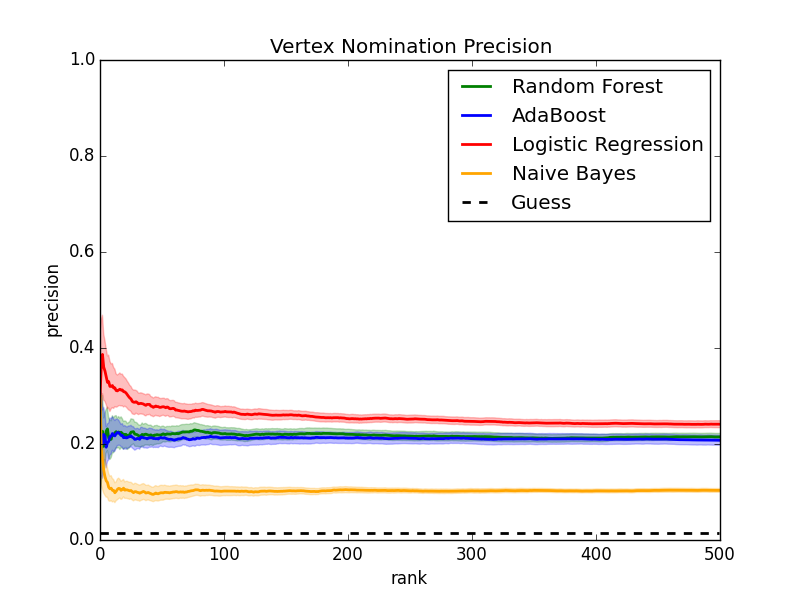 Vertex Nomination Precision
1.0
0.8
0.6
0.4
0.2
0.0
precision
Random Forest
AdaBoost
Logistic Regression
Naive Bayes
Guess
0 100 200 300 400 500
rank